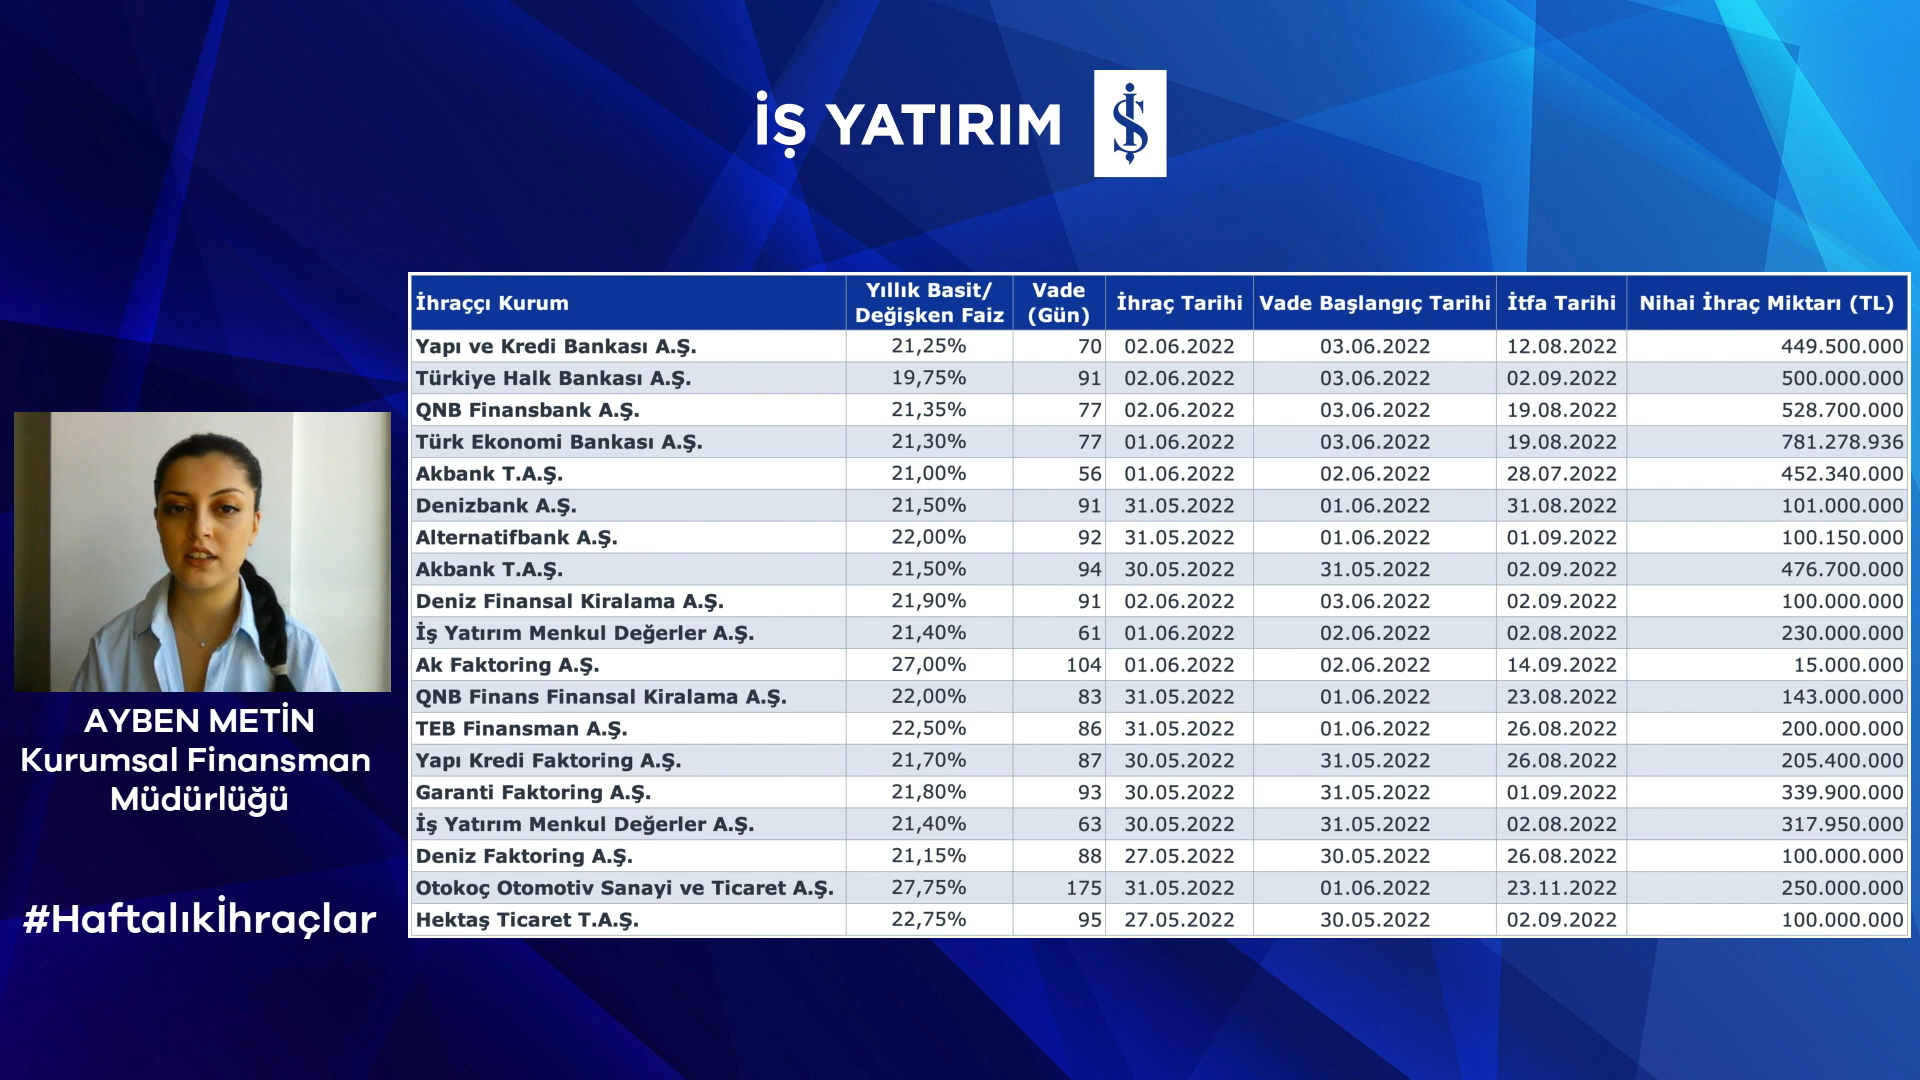 İŞ YATIRIM
İhraççı Kurum Yıllık Basit/ Değişken Faiz Vade (Gün) İhraç Tarihi Vade Başlangıç Tarihi İtfa Tarihi Nihai İhraç Miktarı (TL)
Yapı ve Kredi Bankası A.Ş. 21,25% 70 02.06.2022 03.06.2022 12.08.2022 449.500.000
Türkiye Halk Bankası A.Ş. 19,75% 91 02.06.2022 03.06.2022 02.09.2022 500.000.000
QNB Finansbank A.Ş. 21,35% 77 02.06.2022 03.06.2022 19.08.2022 528.700.000
Türk Ekonomi Bankası A.Ş. 21,30% 77 01.06.2022 03.06.2022 19.08.2022 781.278.936
Akbank T.A.Ş. 21,00% 56 01.06.2022 02.06.2022 28.07.2022 452.340.000
Denizbank A.Ş. 21,50% 91 31.05.2022 01.06.2022 31.08.2022 101.000.000
Alternatifbank A.Ş. 22,00% 92 31.05.2022 01.06.2022 01.09.2022 100.150.000
Akbank T.A.Ş. 21,50% 94 30.05.2022 31.05.2022 02.09.2022 476.700.000
Deniz Finansal Kiralama A.Ş. 21,90% 91 02.06.2022 03.06.2022 02.09.2022 100.000.000
İş Yatırım Menkul Değerler A.Ş. 21,40% 61 01.06.2022 02.06.2022 02.08.2022 230.000.000
Ak Faktoring A.Ş. 27,00% 104 01.06.2022 02.06.2022 14.09.2022 15.000.000
QNB Finans Finansal Kiralama A.Ş. 22,00% 83 31.05.2022 01.06.2022 23.08.2022 143.000.000
TEB Finansman A.Ş. 22,50% 86 31.05.2022 01.06.2022 26.08.2022 200.000.000
Yapı Kredi Faktoring A.Ş. 21,70% 87 30.05.2022 31.05.2022 26.08.2022 205.400.000
Garanti Faktoring A.Ş. 21,80% 93 30.05.2022 31.05.2022 01.09.2022 339.900.000
İş Yatırım Menkul Değerler A.Ş. 21,40% 63 30.05.2022 31.05.2022 02.08.2022 317.950.000
Deniz Faktoring A.Ş. 21,15% 88 27.05.2022 30.05.2022 26.08.2022 100.000.000
Otokoç Otomotiv Sanayi ve Ticaret A.Ş. 27,75% 175 31.05.2022 01.06.2022 23.11.2022 250.000.000
Hektaş Ticaret T.A.Ş. 22,75% 95 27.05.2022 30.05.2022 02.09.2022 100.000.000
AYBEN METİN
Kurumsal Finansman
Müdürlüğü
#Haftalıkİhraçlar